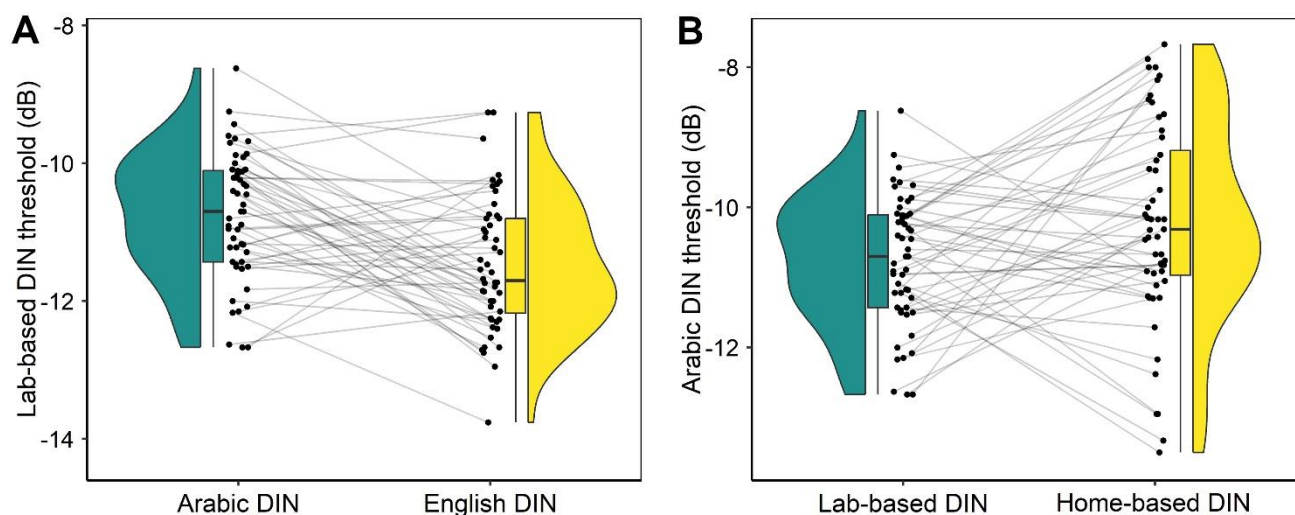 A
Lab-based DIN threshold (dB)
-8
-10
-12
-14
Arabic DIN
English DIN
B
Arabic DIN threshold (dB)
-8
-10
-12
Lab-based DIN
Home-based DIN